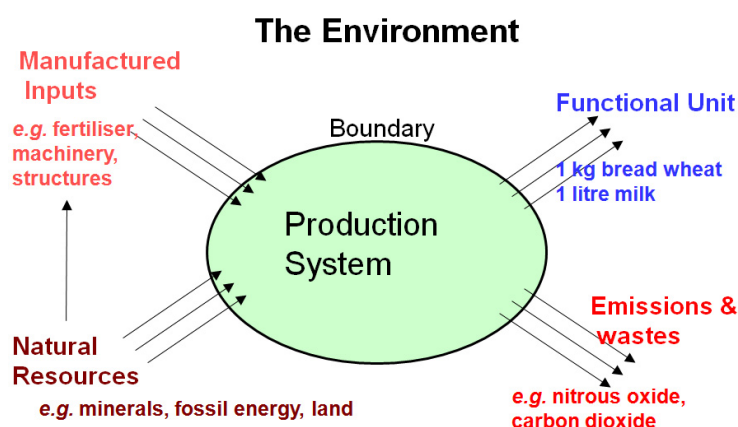 The Environment
Manufactured
Inputs
e.g. fertiliser,
machinery,
structures
Boundary
Functional Unit
1 kg bread wheat
1 litre milk
Production
System
Natural
Resources
e.g. minerals, fossil energy, land
Emissions &
wastes
e.g. nitrous oxide,
carbon dioxide